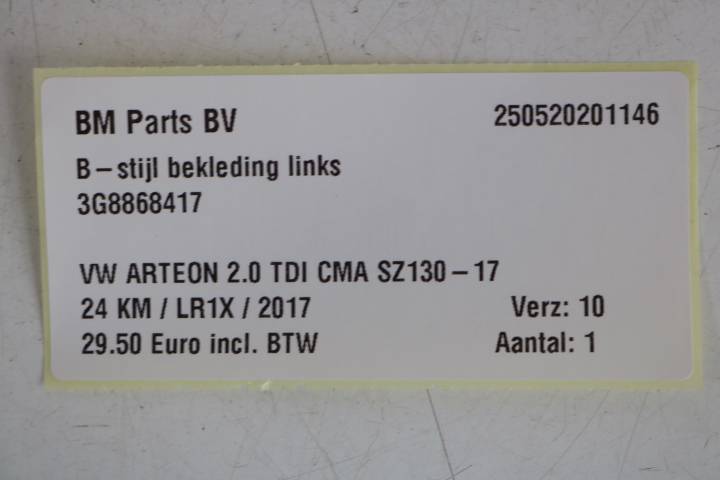 BM Parts BV 250520201146
B-stijl bekleding links
3G8868417
VW ARTEON 2.0 TDI CMA SZ130-17
24 KM / LR1X / 2017 Verz: 10
29.50 Euro incl. BTW Aantal: 1